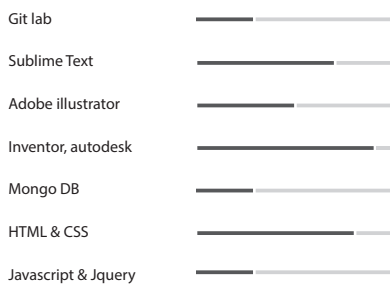 Git lab
Sublime Text
Adobe illustrator
Inventor, autodesk
Mongo DB
HTML & CSS
Javascript & Jquery